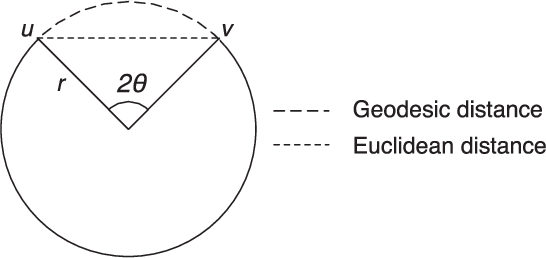 u
v
r
2θ
Geodesic distance
Euclidean distance